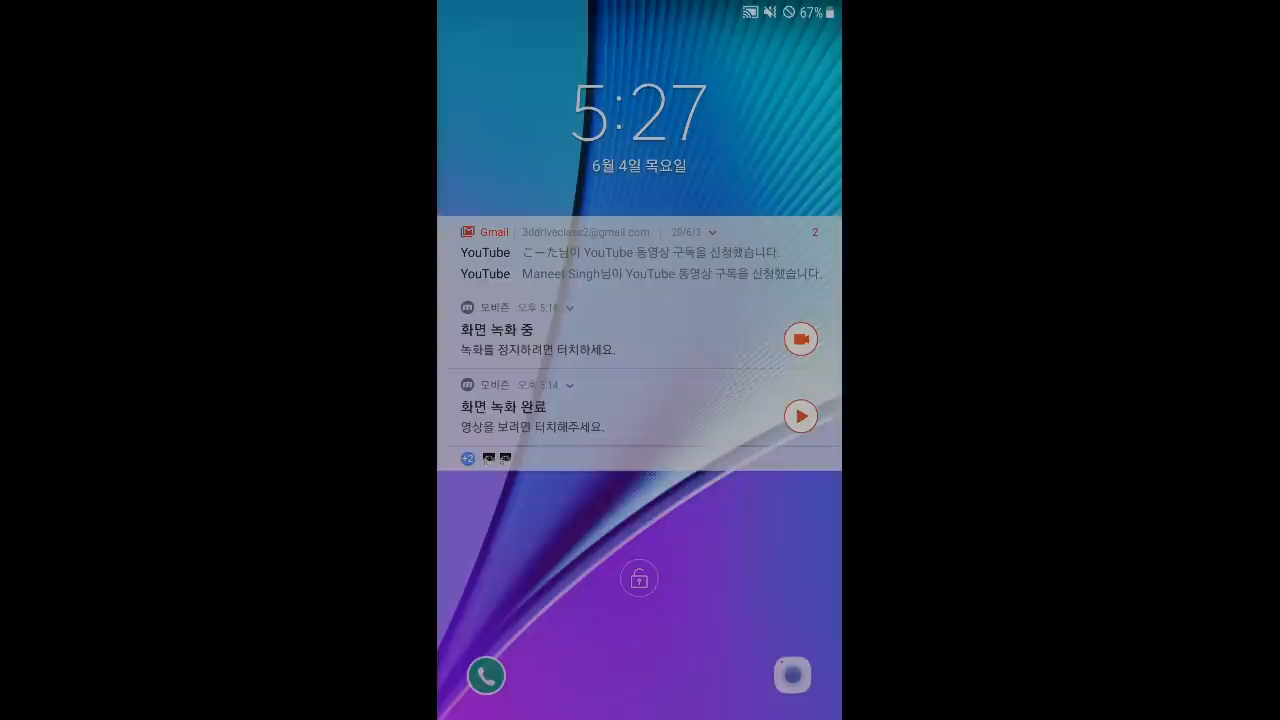 67%
5:27
6월 4일 목요일
Gmail | 3ddriveclass2@gmail.com | 20/6/3 2
YouTube こーた님이 YouTube 동영상 구독을 신청했습니다.
YouTube Maneet Singh님이 YouTube 동영상 구독을 신청했습니다.
모비즌 오후 5:18
화면 녹화 중
녹화를 정지하려면 터치하세요.
모비즌 오후 5:14
화면 녹화 완료
영상을 보려면 터치해주세요.
+2